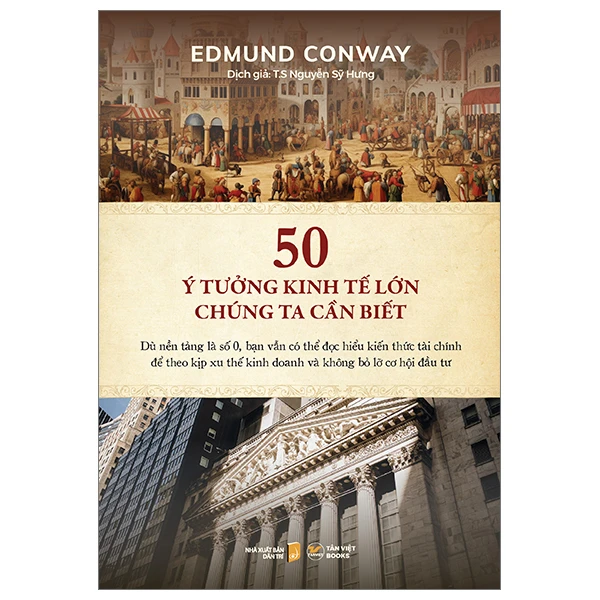 EDMUND CONWAY
Dịch giả: T.S Nguyễn Sỹ Hưng
50
Ý TƯỞNG KINH TẾ LỚN
CHÚNG TA CẦN BIẾT
Dù nền tảng là số 0, bạn vẫn có thể đọc hiểu kiến thức tài chính
để theo kịp xu thế kinh doanh và không bỏ lỡ cơ hội đầu tư
NHÀ XUẤT BẢN
DÂN TRÍ
TÂN VIỆT
BOOKS